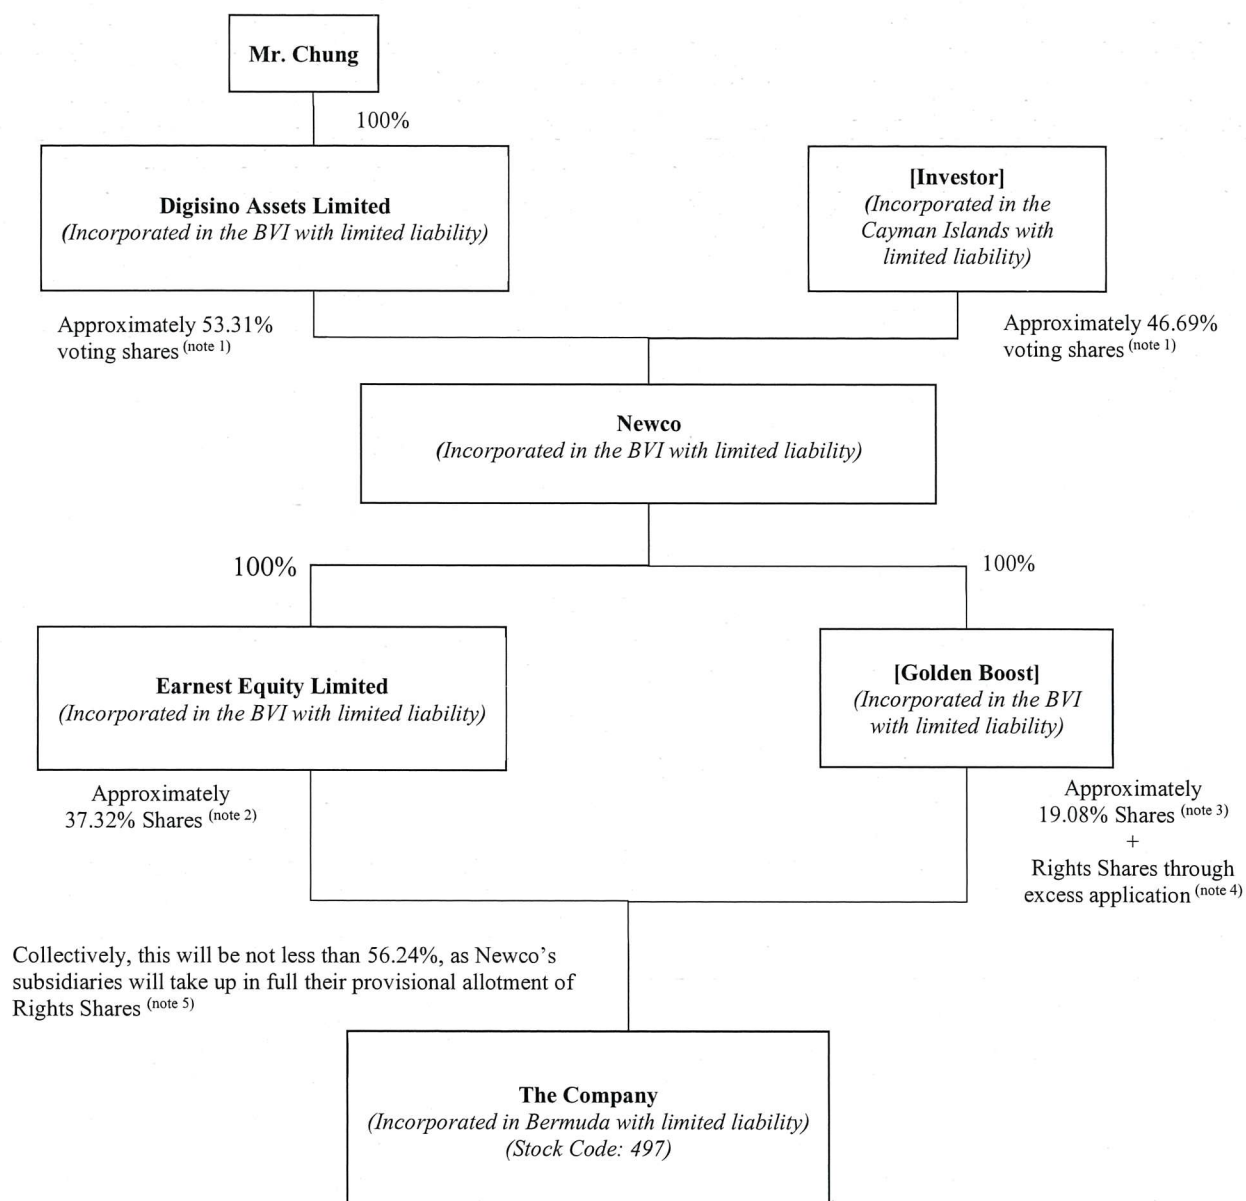 Mr. Chung
100%
Digisino Assets Limited
(Incorporated in the BVI with limited liability)
[Investor]
(Incorporated in the
Cayman Islands with
limited liability)
Approximately 53.31%
voting shares (note 1)
Approximately 46.69%
voting shares (note 1)
Newco
(Incorporated in the BVI with limited liability)
100%
100%
Earnest Equity Limited
(Incorporated in the BVI with limited liability)
[Golden Boost]
(Incorporated in the BVI
with limited liability)
Approximately
37.32% Shares (note 2)
Approximately
19.08% Shares (note 3)
+
Rights Shares through
excess application (note 4)
Collectively, this will be not less than 56.24%, as Newco's
subsidiaries will take up in full their provisional allotment of
Rights Shares (note 5)
The Company
(Incorporated in Bermuda with limited liability)
(Stock Code: 497)